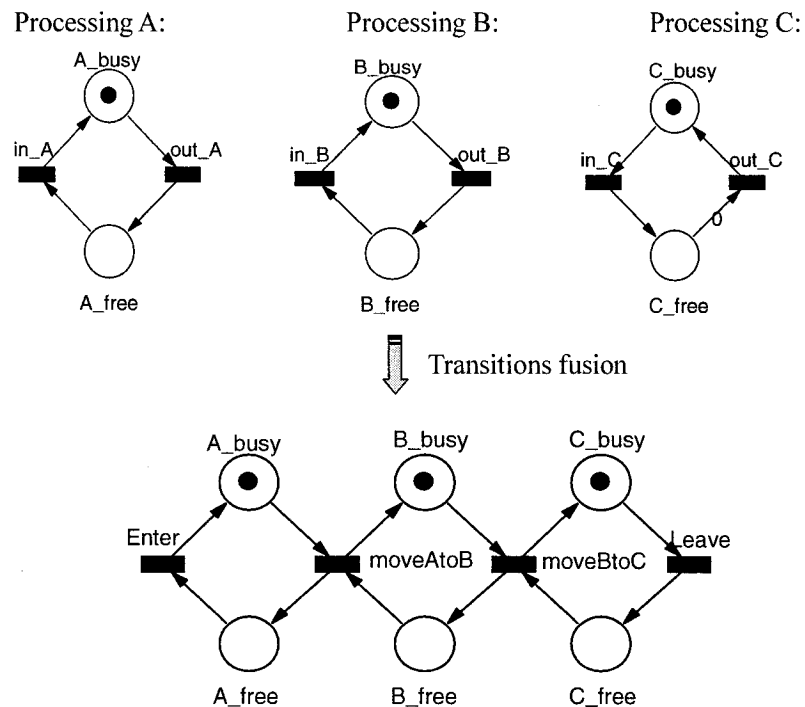 Processing A:
Processing B:
Processing C:
A_busy
B_busy
C_busy
in_A
out_A
in_B
out_B
in_C
out_C
0
A_free
B_free
C_free
Transitions fusion
A_busy
B_busy
C_busy
Enter
moveAtoB
moveBtoC
Leave
A_free
B_free
C_free